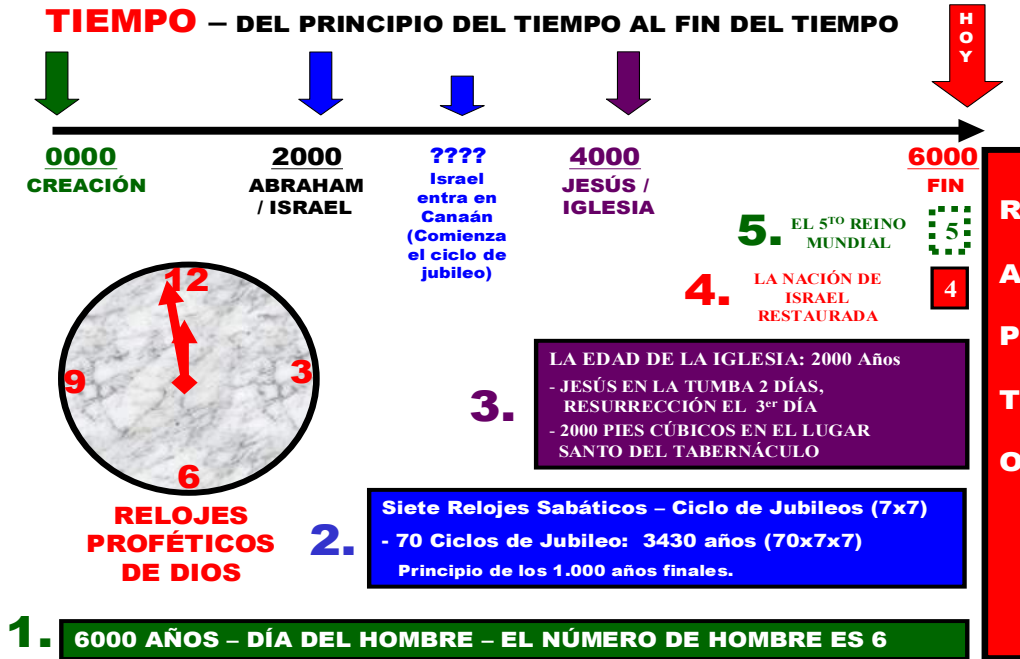 TIEMPO – DEL PRINCIPIO DEL TIEMPO AL FIN DEL TIEMPO
HOY
0000
CREACIÓN
2000
ABRAHAM
/ ISRAEL
????
Israel
entra en
Canaán
(Comienza
el ciclo de
jubileo)
4000
JESÚS /
IGLESIA
6000
FIN
RAPTO
5. EL 5TO REINO
MUNDIAL
5
4. LA NACIÓN DE
ISRAEL
RESTAURADA
4
12
3
6
9
RELOJES
PROFÉTICOS
DE DIOS
3.
LA EDAD DE LA IGLESIA: 2000 Años
- JESÚS EN LA TUMBA 2 DÍAS,
RESURRECCIÓN EL 3er DÍA
- 2000 PIES CÚBICOS EN EL LUGAR
SANTO DEL TABERNÁCULO
2.
Siete Relojes Sabáticos – Ciclo de Jubileos (7x7)
- 70 Ciclos de Jubileo: 3430 años (70x7x7)
Principio de los 1.000 años finales.
1. 6000 AÑOS – DÍA DEL HOMBRE – EL NÚMERO DE HOMBRE ES 6